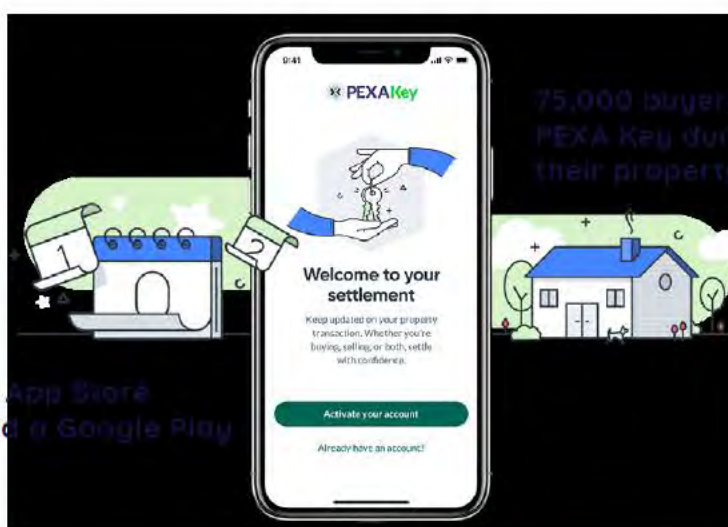 9:41
PEXAKey
75,000 buyer
PEXA Key du
their propert
1
2
0
Welcome to your
settlement
Keep updated on your property
transaction. Whether you're
buying, selling, or both, settle
with confidence.
App Store
d a Google Play
Activate your account
Already have an account?